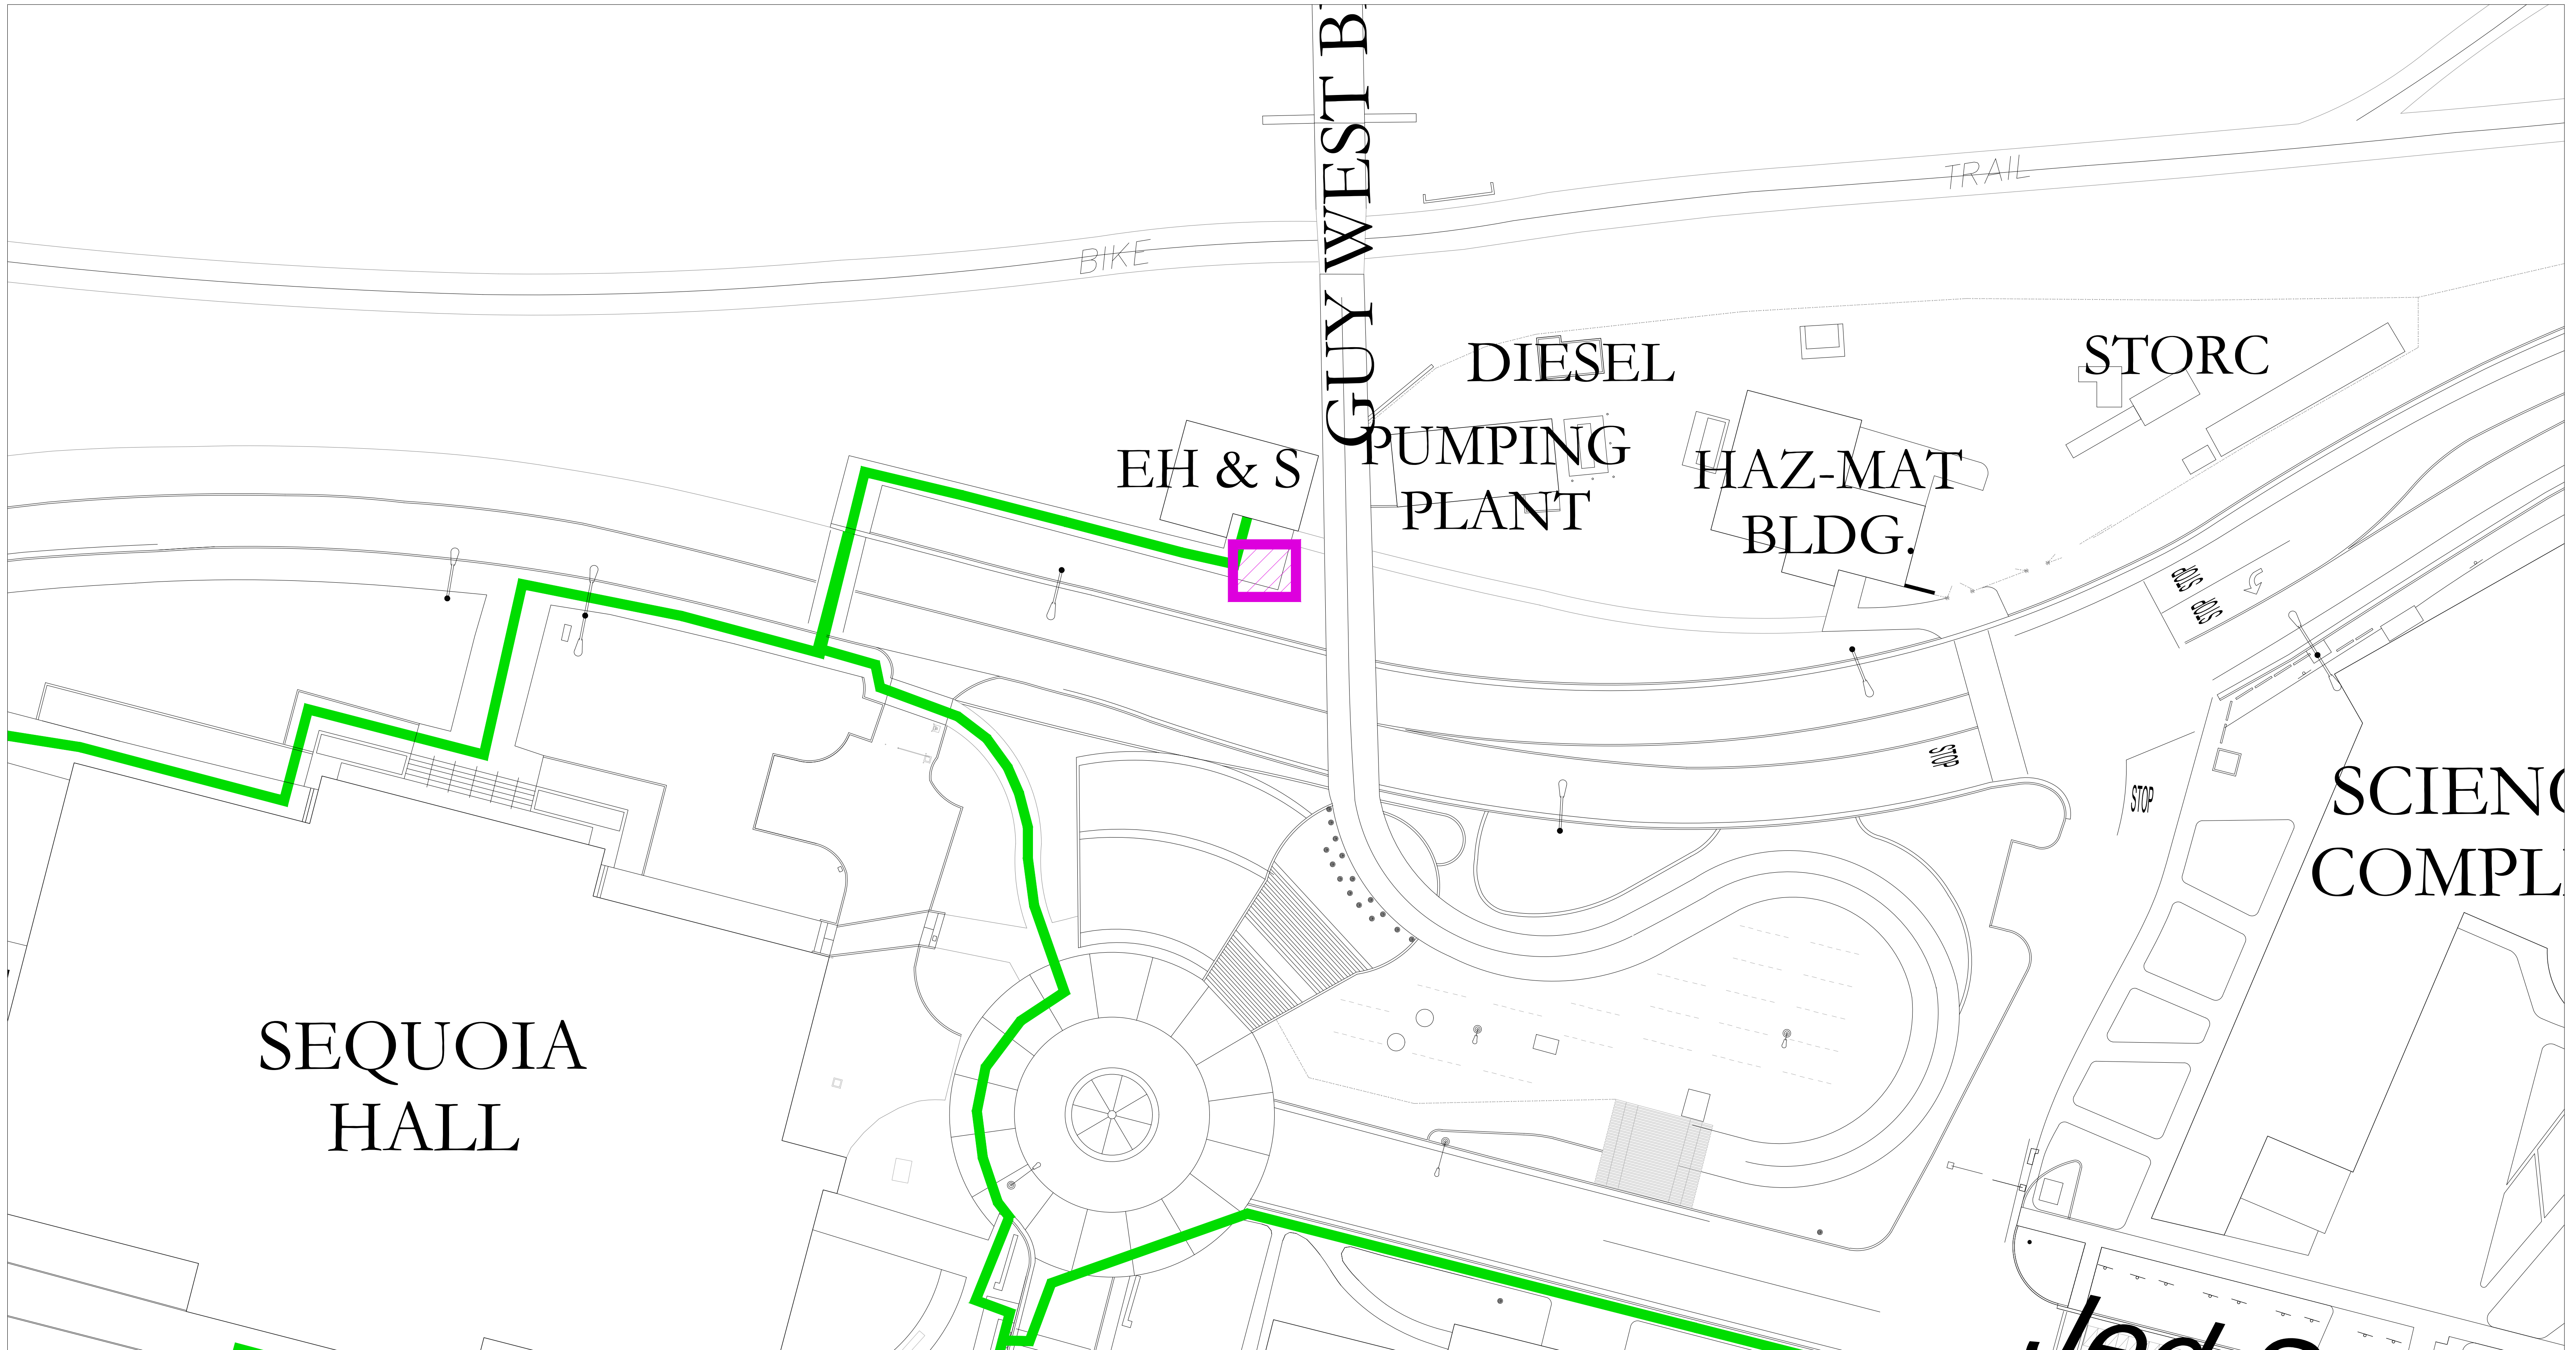 GUY WEST B
TRAIL
BIKE
DIESEL
STORC
EH & S
PUMPING
PLANT
HAZ-MAT
BLDG.
STOP
STOP
STOP
STOP
SCIENC
COMPL
SEQUOIA
HALL
Jed S